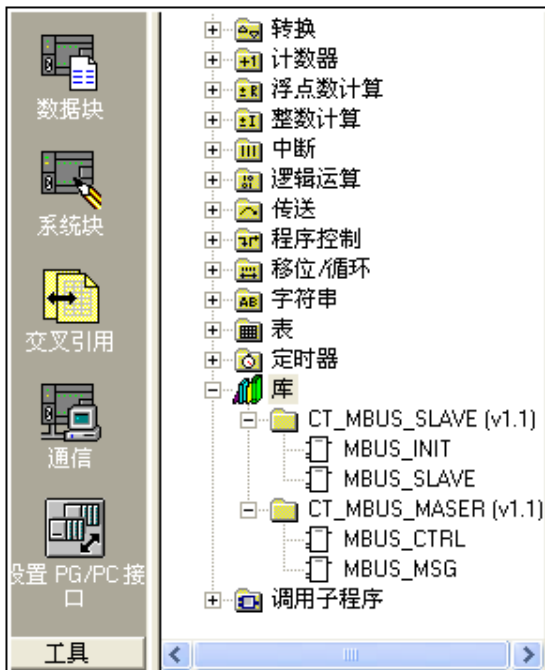 数据块
系统块
交叉引用
通信
设置 PG/PC 接
口
工具
转换
计数器
浮点数计算
整数计算
中断
逻辑运算
传送
程序控制
移位/循环
字符串
表
定时器
库
CT_MBUS_SLAVE (v1.1)
MBUS_INIT
MBUS_SLAVE
CT_MBUS_MASER (v1.1)
MBUS_CTRL
MBUS_MSG
调用子程序